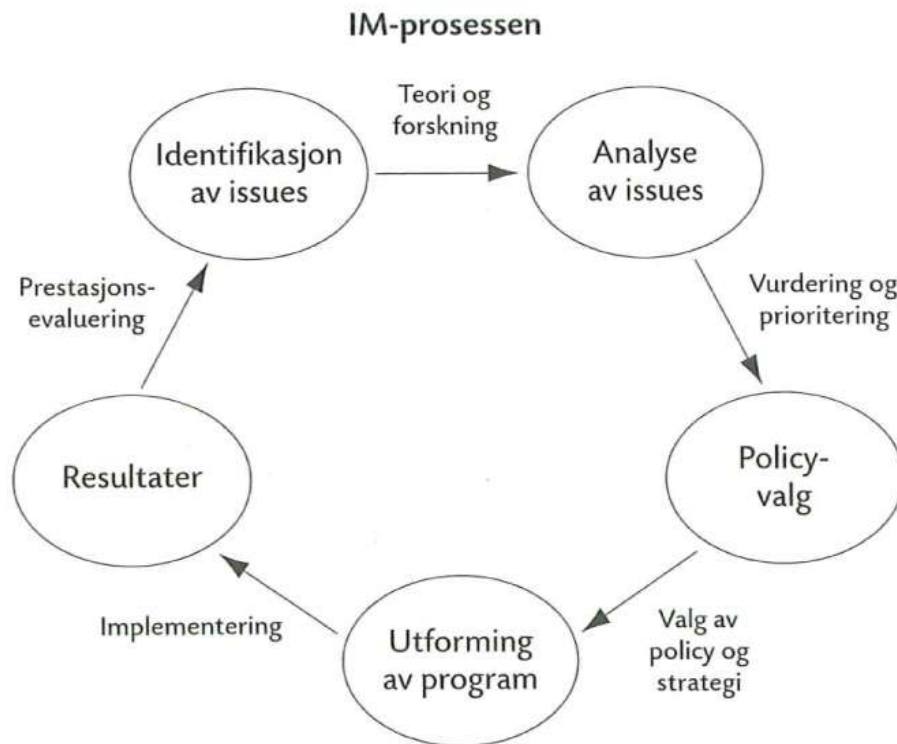 IM-prosessen
Identifikasjon
av issues
Teori og
forskning
Analyse
av issues
Vurdering og
prioritering
Policy-
valg
Valg av
policy og
strategi
Utforming
av program
Implementering
Resultater
Prestasjons-
evaluering